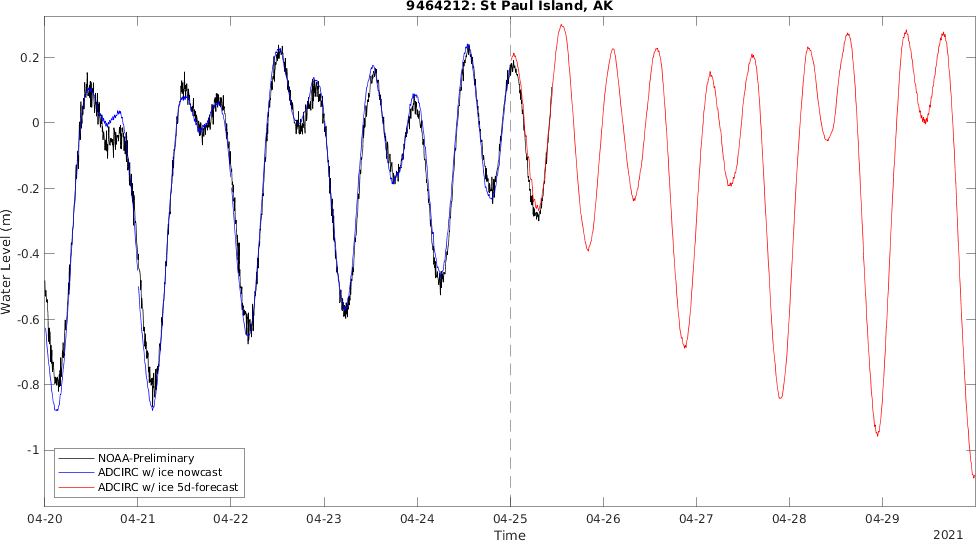 9464212: St Paul Island, AK
0.2
0
-0.2
-0.4
-0.6
-0.8
-1
Water Level (m)
NOAA-Preliminary
ADCIRC w/ ice nowcast
ADCIRC w/ ice 5d-forecast
04-20 04-21 04-22 04-23 04-24 04-25 04-26 04-27 04-28 04-29
Time
2021